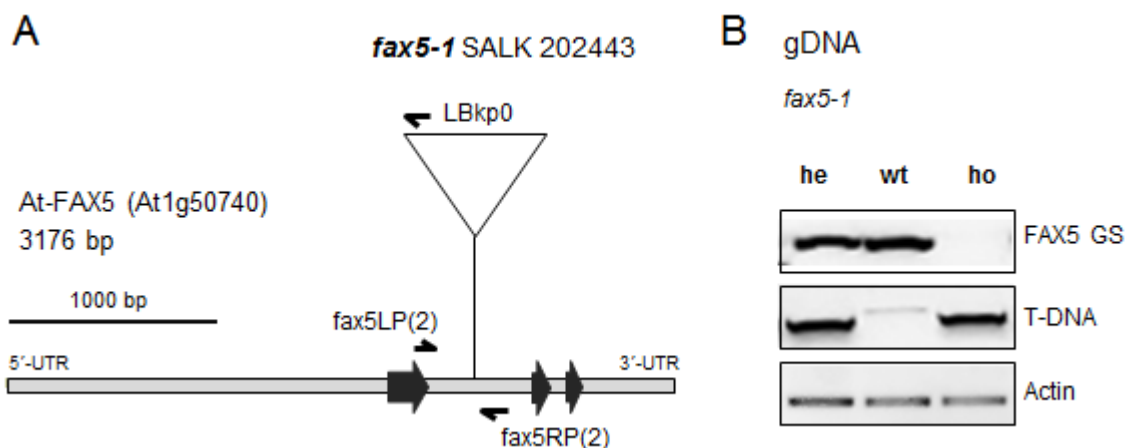 A
fax5-1 SALK 202443
LBkp0
At-FAX5 (At1g50740)
3176 bp
1000 bp
fax5LP(2)
5´-UTR
3´-UTR
fax5RP(2)
B
gDNA
fax5-1
he wt ho
FAX5 GS
T-DNA
Actin